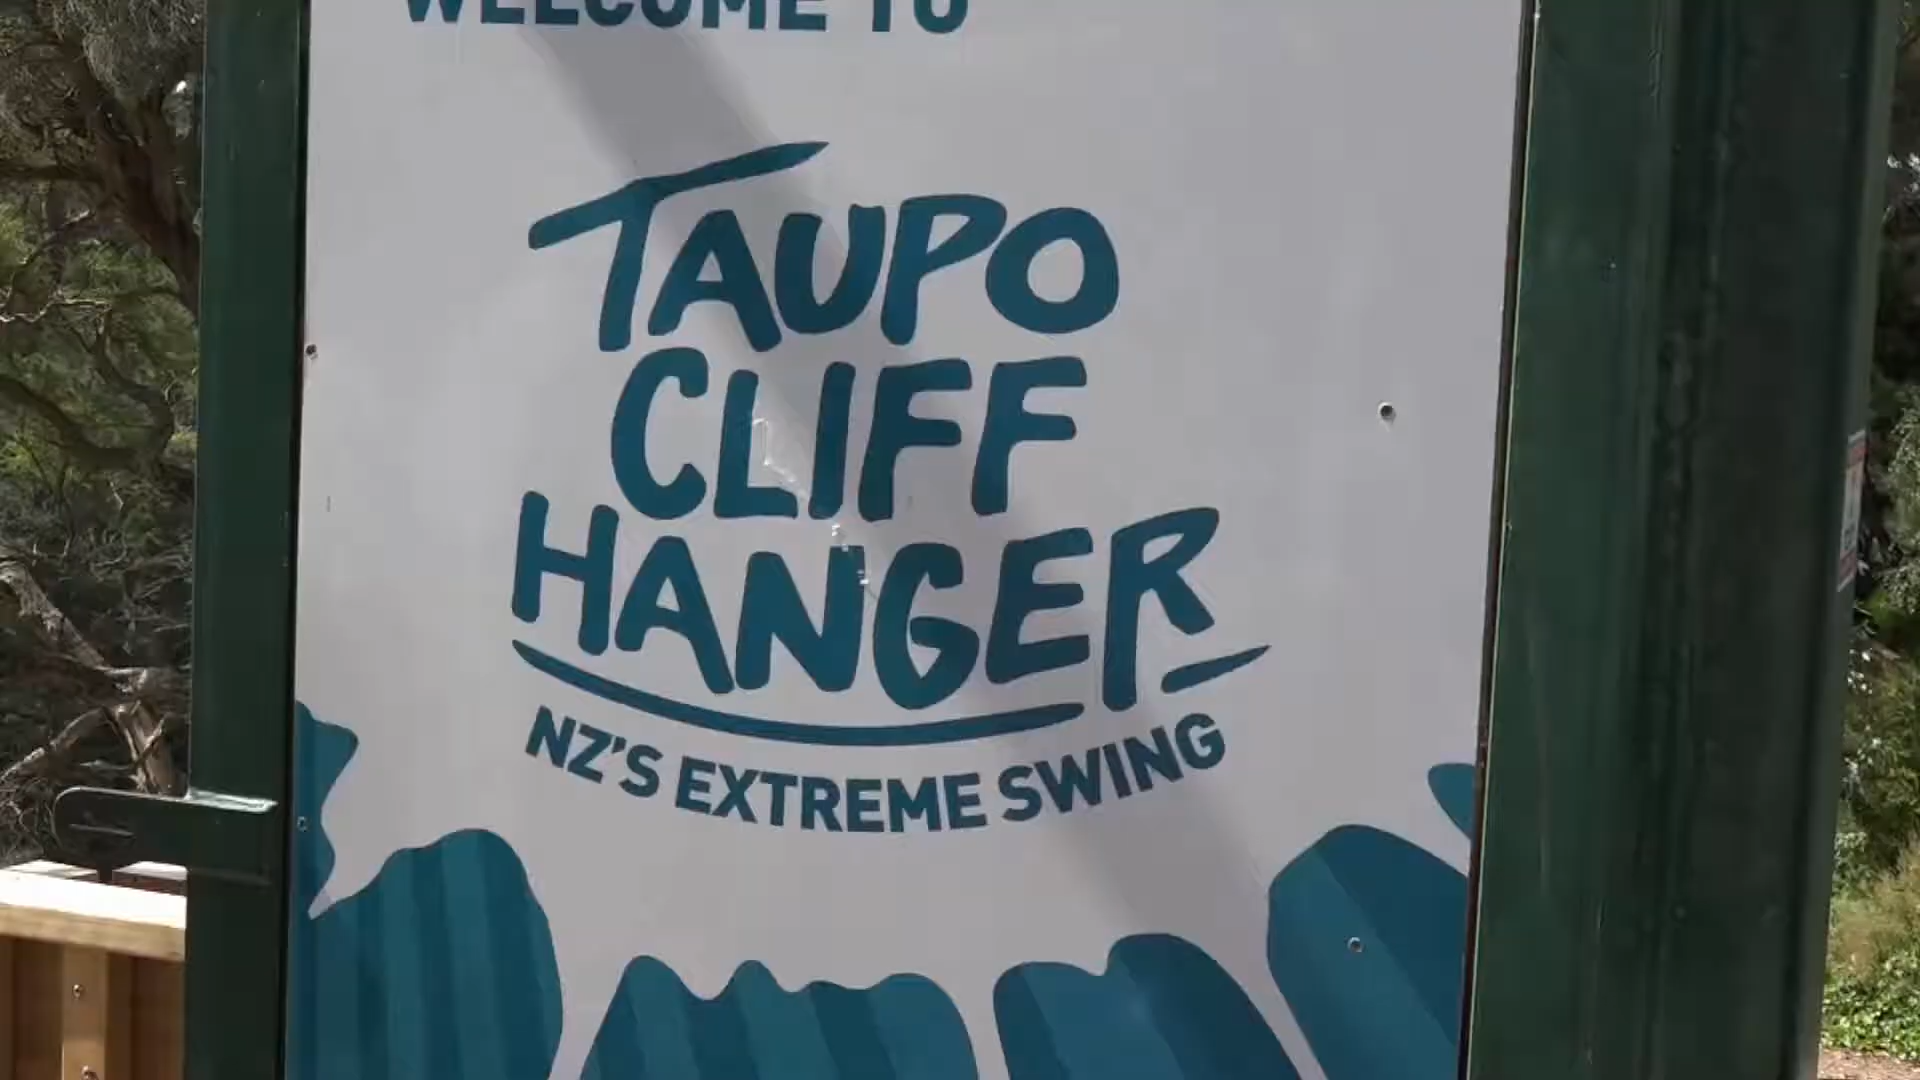 WELCOME TO
TAUPO
CLIFF
HANGER
NZ'S EXTREME SWING